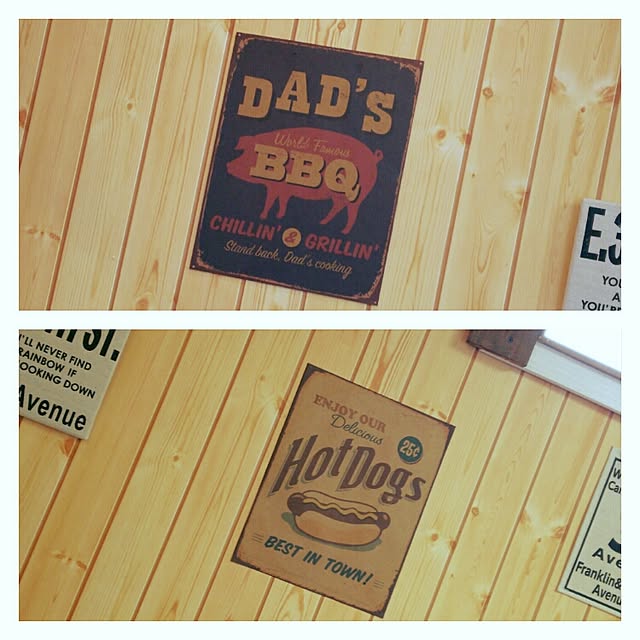 DAD'S
World Famous
BBQ
CHILLIN' & GRILLIN'
Stand back, Dad's cooking
YOU
A
'LL NEVER FIND
RAINBOW IF
OOKING DOWN
Avenue
ENJOY OUR
Delicious
25¢
HotDogs
BEST IN TOWN!
Ave
Franklin&
Avenu